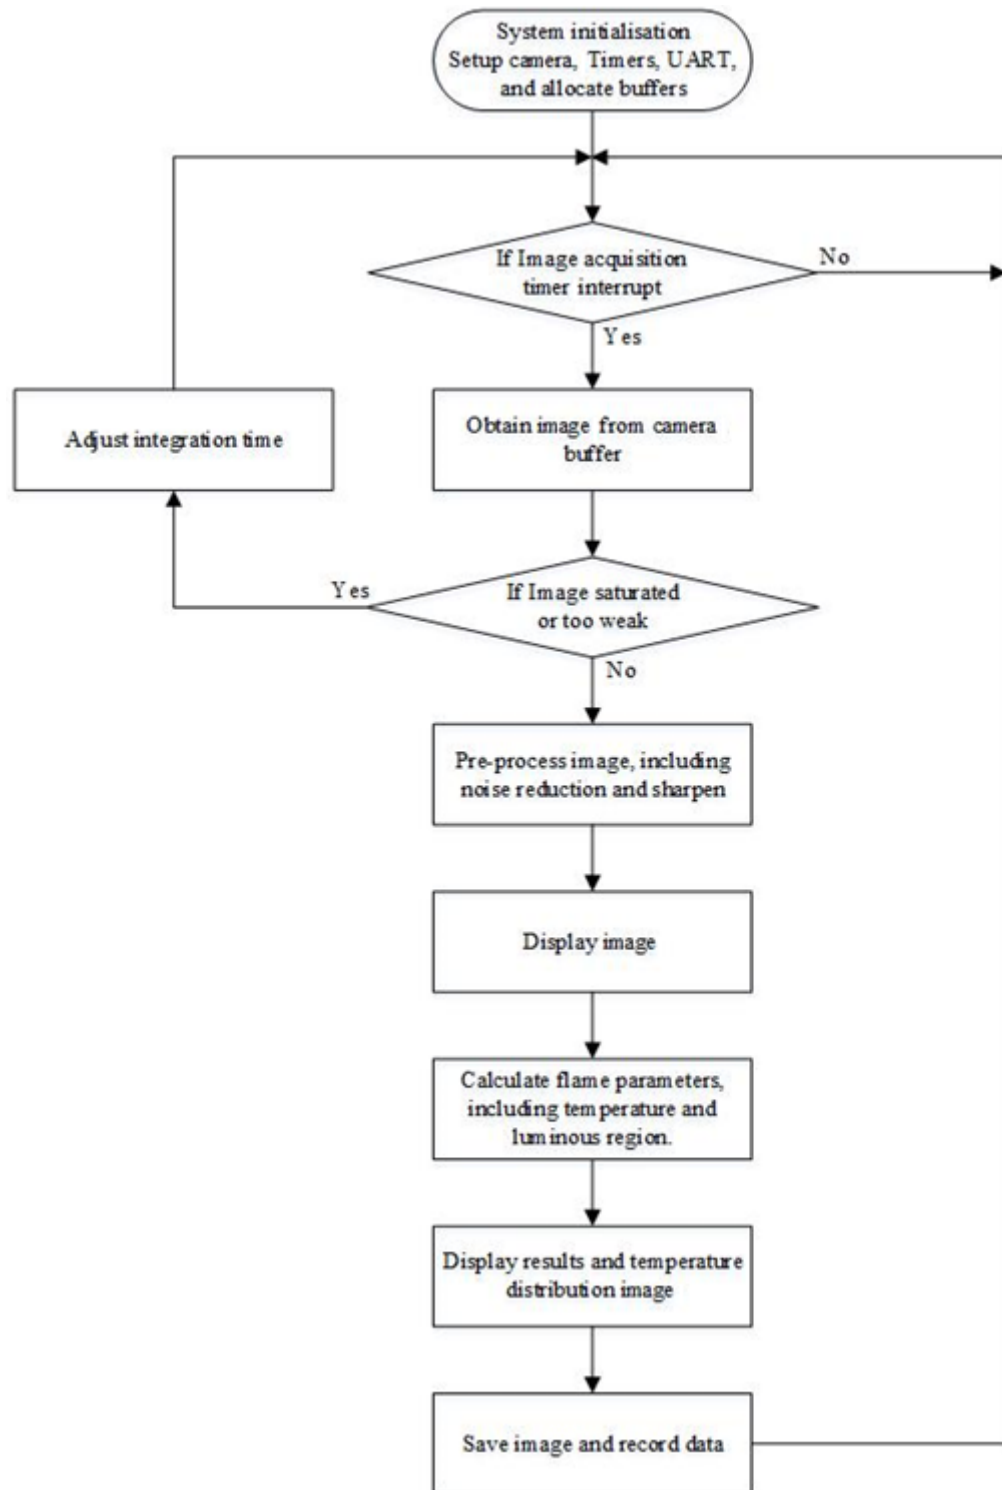 System initialisation
Setup camera, Timers, UART,
and allocate buffers
If Image acquisition
timer interrupt
No
Yes
Adjust integration time
Obtain image from camera
buffer
Yes
If Image saturated
or too weak
No
Pre-process image, including
noise reduction and sharpen
Display image
Calculate flame parameters,
including temperature and
luminous region.
Display results and temperature
distribution image
Save image and record data